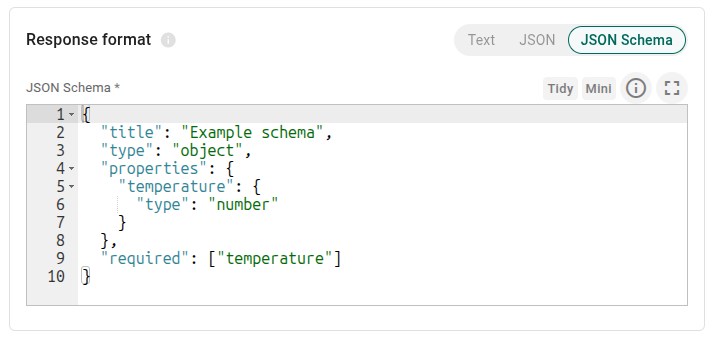 Response format
Text JSON JSON Schema
JSON Schema *
Tidy Mini
1 {
2 "title": "Example schema",
3 "type": "object",
4 "properties": {
5 "temperature": {
6 "type": "number"
7 }
8 },
9 "required": ["temperature"]
10 }